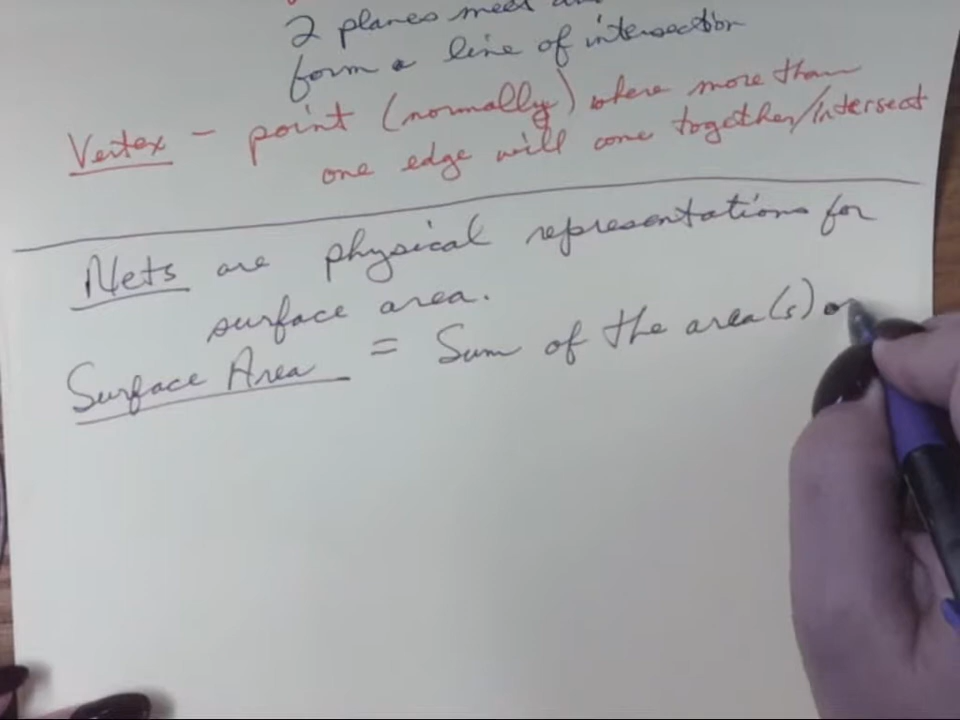 2 planes meet
form a line of intersection
Vertex - point (normally) where more than
one edge will come together/intersect
Nets are physical representations for
surface area.
Surface Area = Sum of the area(s)